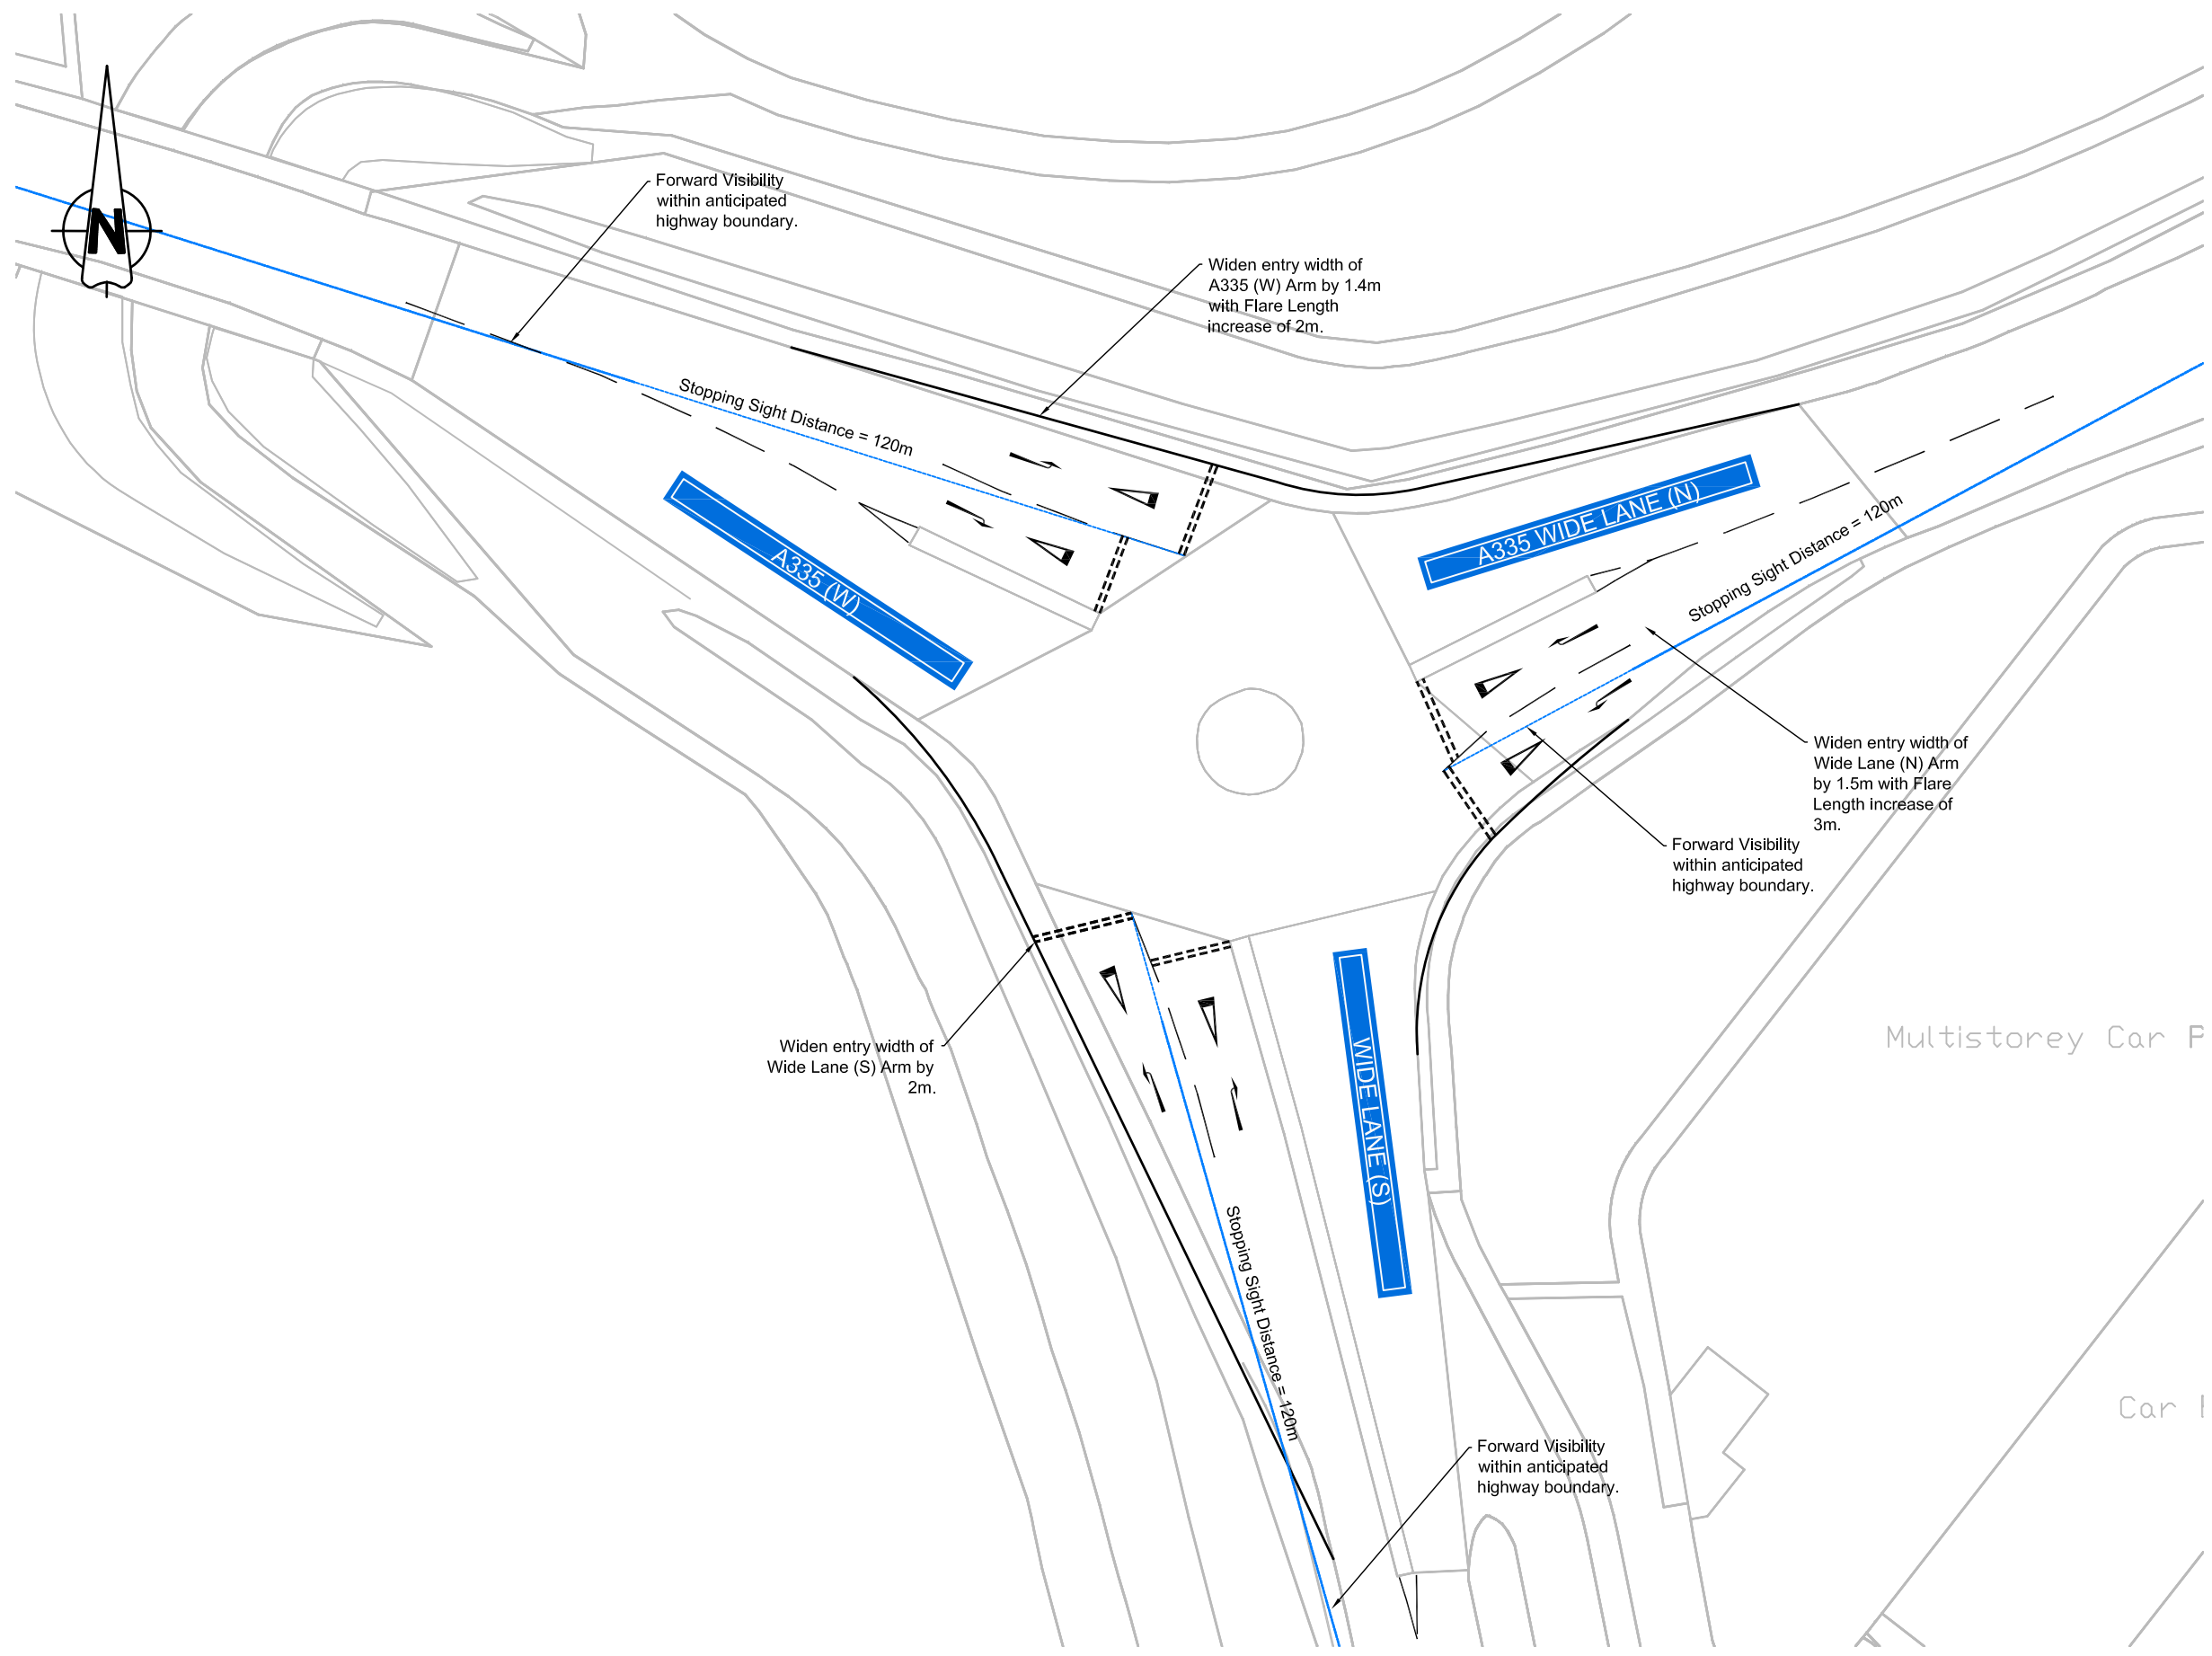 Forward Visibility
within anticipated
highway boundary.
N
Widen entry width of
A335 (W) Arm by 1.4m
with Flare Length
increase of 2m.
Stopping Sight Distance = 120m
A335 (W)
A335 WIDE LANE (N)
Stopping Sight Distance = 120m
Widen entry width of
Wide Lane (N) Arm
by 1.5m with Flare
Length increase of
3m.
Forward Visibility
within anticipated
highway boundary.
Widen entry width of
Wide Lane (S) Arm by
2m.
WIDE LANE (S)
Multistorey Car P
Stopping Sight Distance = 120m
Car
Forward Visibility
within anticipated
highway boundary.